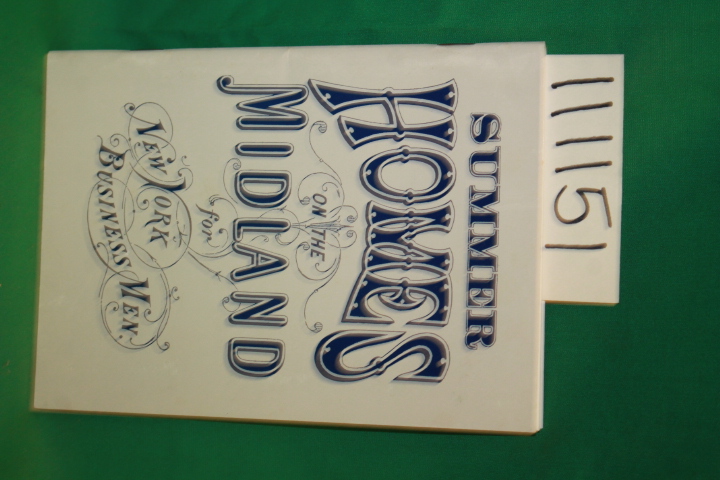 SUMMER
HOMES
ON THE
MIDLAND
for
NEW YORK
BUSINESS MEN.
111151